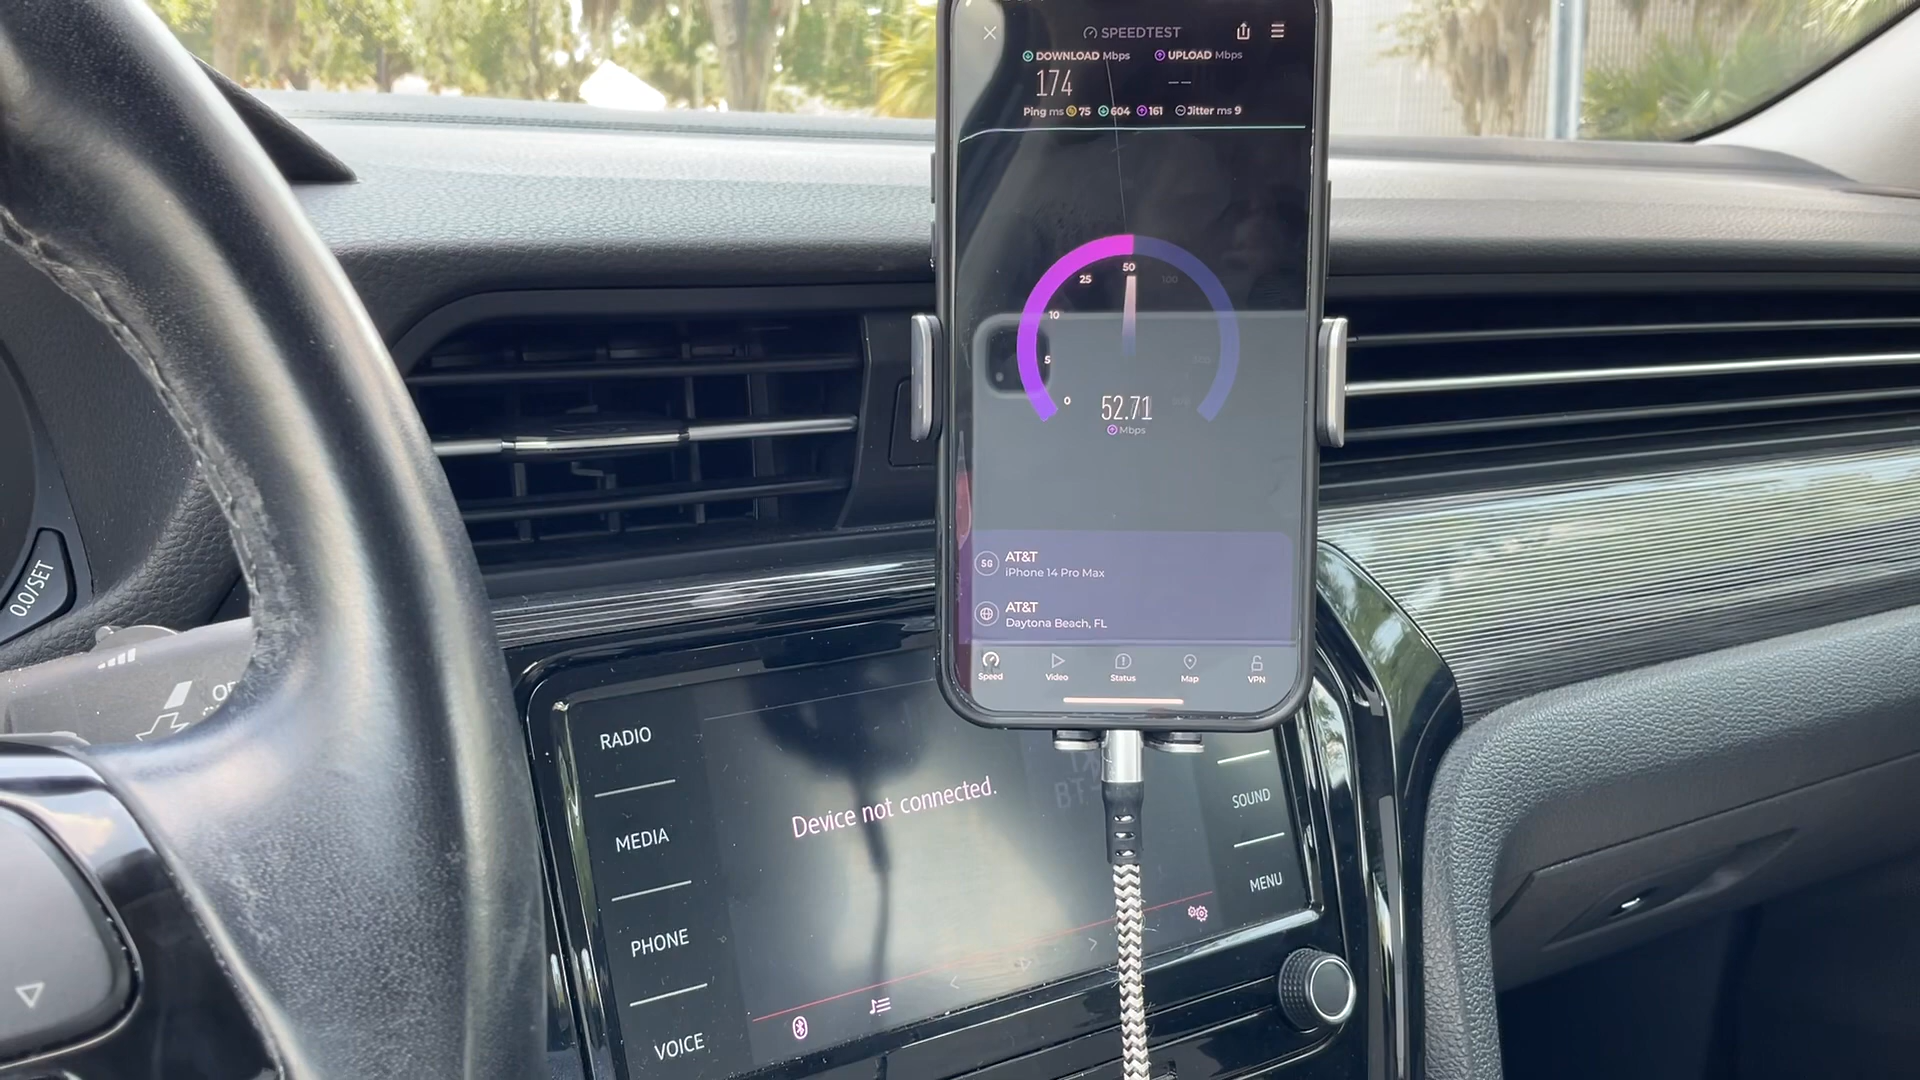 SPEEDTEST
DOWNLOAD Mbps UPLOAD Mbps
174 — —
Ping ms 75 604 161 Jitter ms 9
50
25 100
10
5
0
52.71
Mbps
5G
AT&T
iPhone 14 Pro Max
AT&T
Daytona Beach, FL
Speed Video Status Map VPN
0.0/SET
RADIO
MEDIA
PHONE
VOICE
Device not connected.
SOUND
MENU